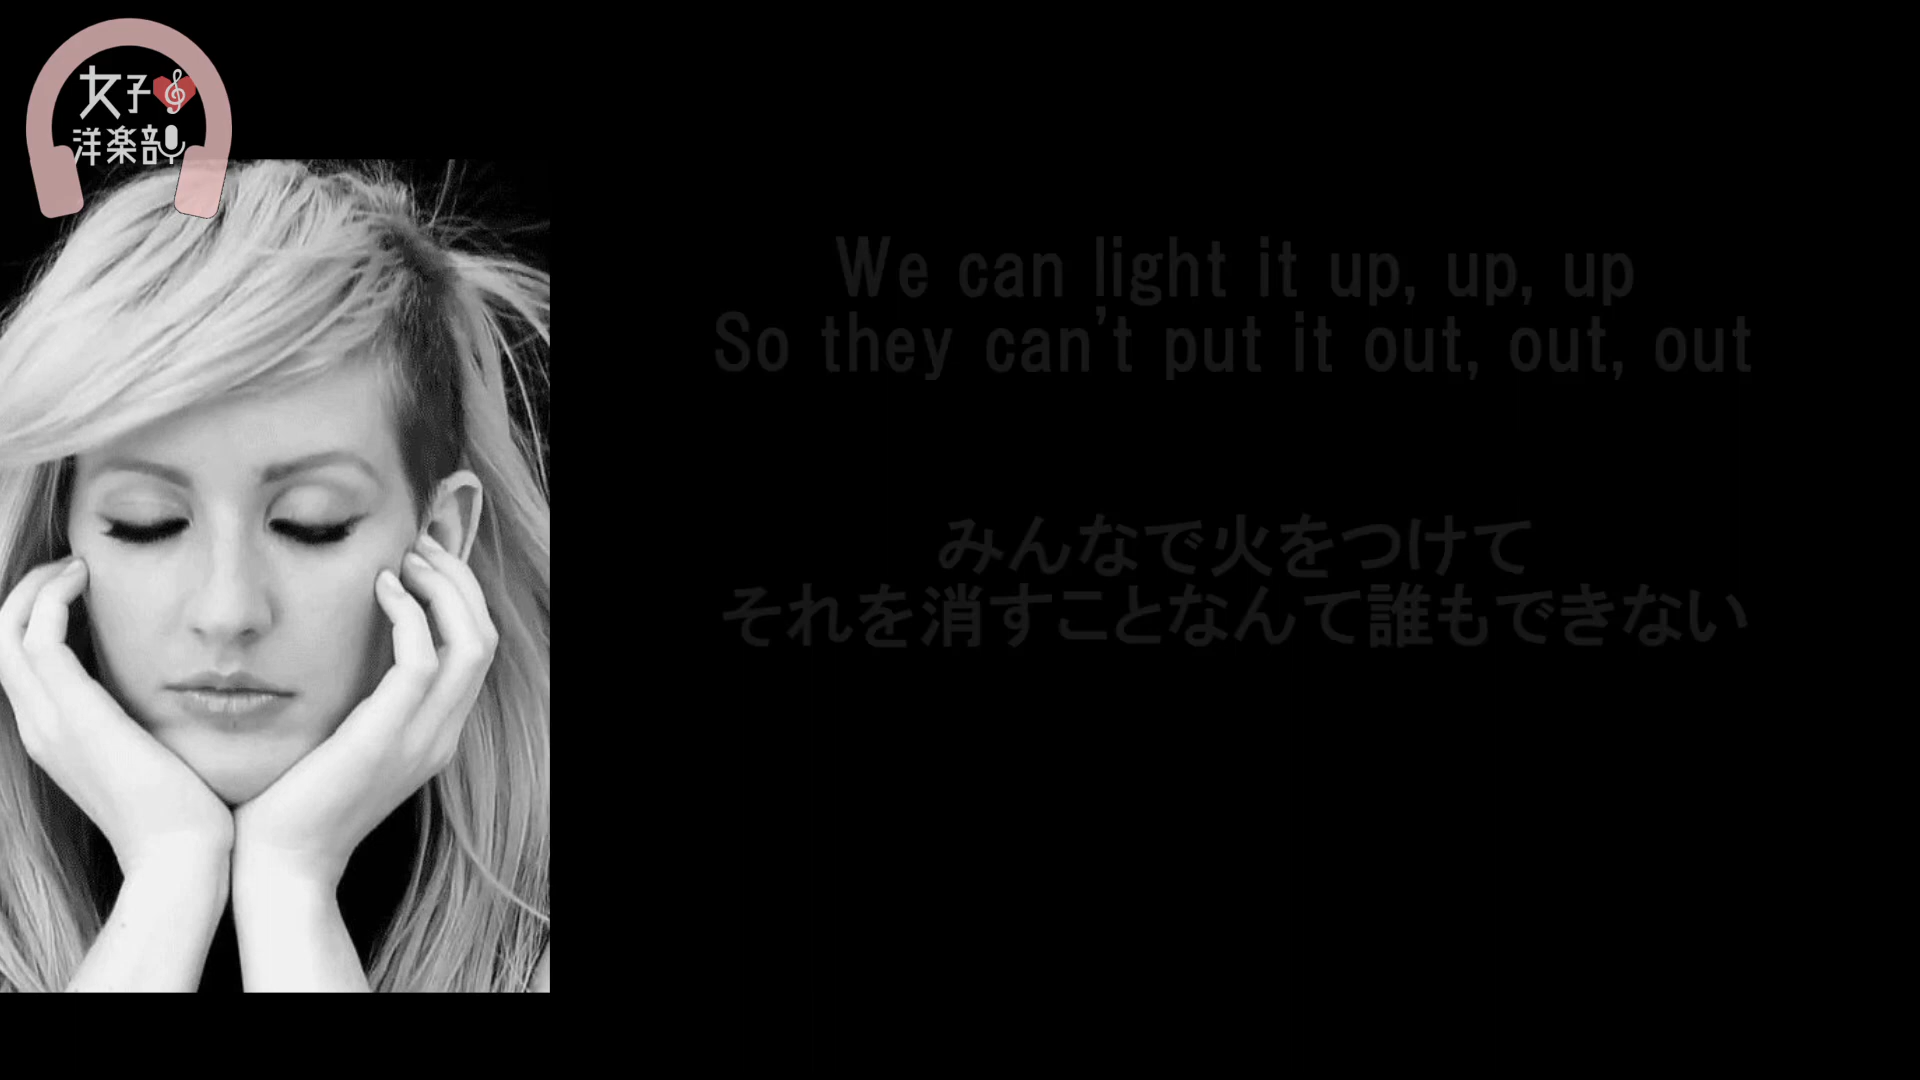 女子
洋楽部
We can light it up, up, up
So they can't put it out, out, out
みんなで火をつけて
それを消すことなんて誰もできない